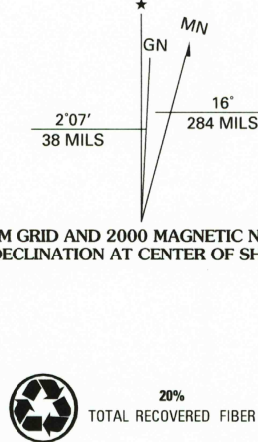 ★
MN
GN
16°
2°07′
284 MILS
38 MILS
M GRID AND 2000 MAGNETIC N
DECLINATION AT CENTER OF SH
20%
TOTAL RECOVERED FIBER